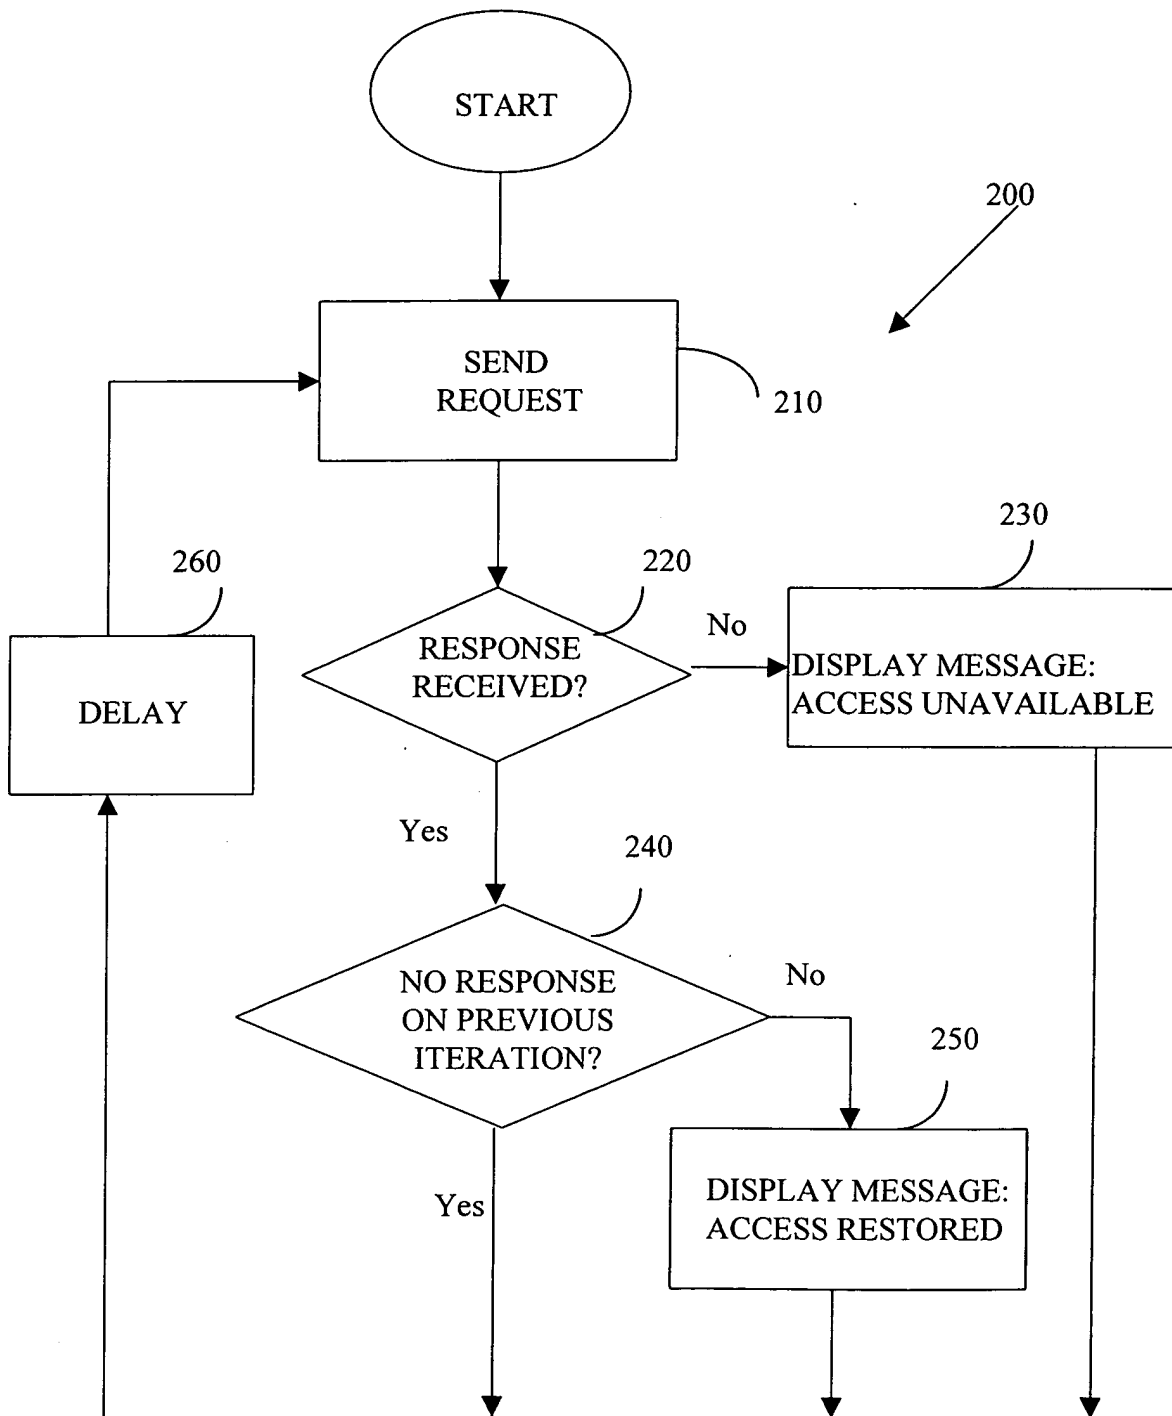 START
200
SEND
REQUEST
210
230
260
220
No
RESPONSE
RECEIVED?
DISPLAY MESSAGE:
ACCESS UNAVAILABLE
DELAY
Yes
240
No
NO RESPONSE
ON PREVIOUS
ITERATION?
250
Yes
DISPLAY MESSAGE:
ACCESS RESTORED